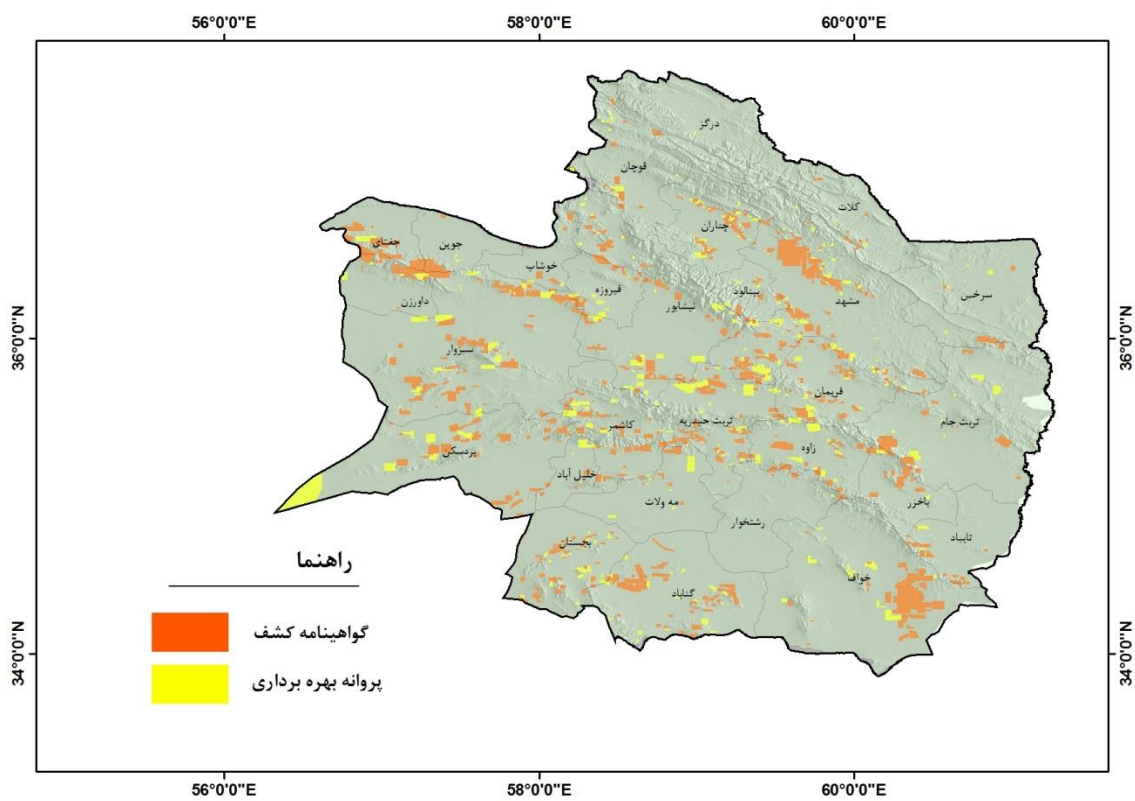 56°0'0"E
58°0'0"E
60°0'0"E
36°0'0"N
36°0'0"N
34°0'0"N
34°0'0"N
درگز
قوچان
کلات
چناران
جغتای
جوین
خوشاب
فیروزه
نیشابور
بینالود
مشهد
سرخس
داورزن
سبزوار
فریمان
تربت جام
کاشمر
تربت حیدریه
زاوه
بردسکن
خلیل آباد
مه ولات
باخزر
رشتخوار
تایباد
بجستان
خواف
گناباد
راهنما
گواهینامه کشف
پروانه بهره برداری
56°0'0"E
58°0'0"E
60°0'0"E